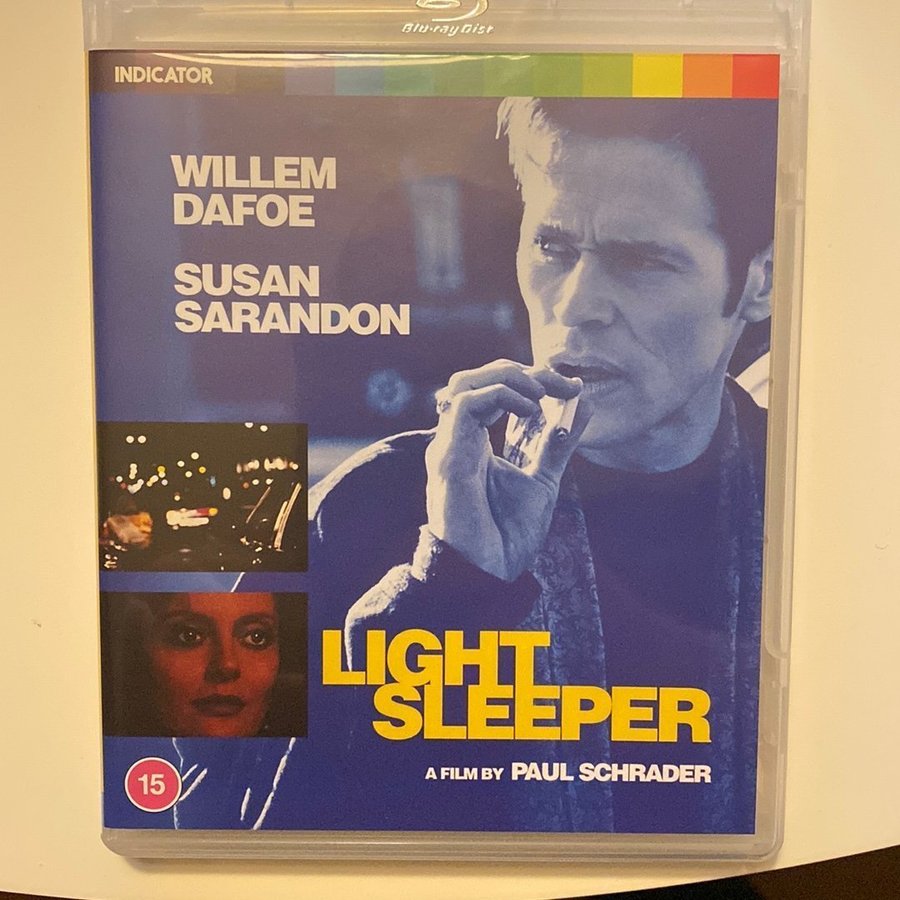 Blu-ray Disc
INDICATOR
WILLEM
DAFOE
SUSAN
SARANDON
LIGHT
SLEEPER
A FILM BY PAUL SCHRADER
15